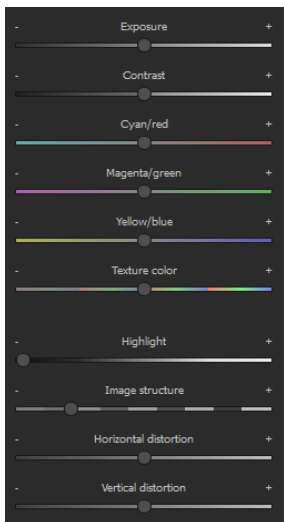 - Exposure +
- Contrast +
- Cyan/red +
- Magenta/green +
- Yellow/blue +
- Texture color +
- Highlight +
- Image structure +
- Horizontal distortion +
- Vertical distortion +